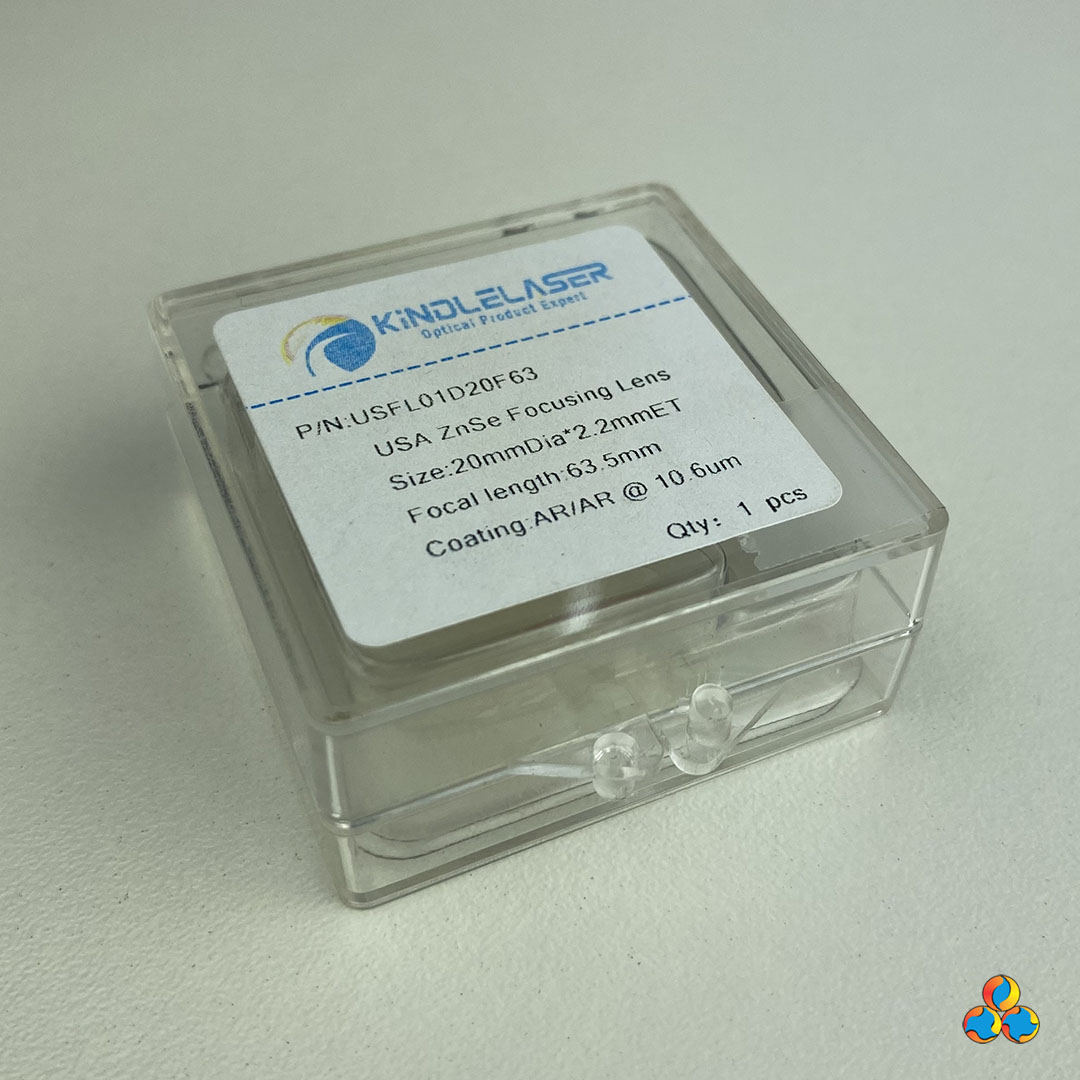 KiNDLELASER
Optical Product Expert
P/N:USFL01D20F63
USA ZnSe Focusing Lens
Size:20mmDia*2.2mmET
Focal length:63.5mm
Coating:AR/AR @ 10.6um
Qty: 1 pcs